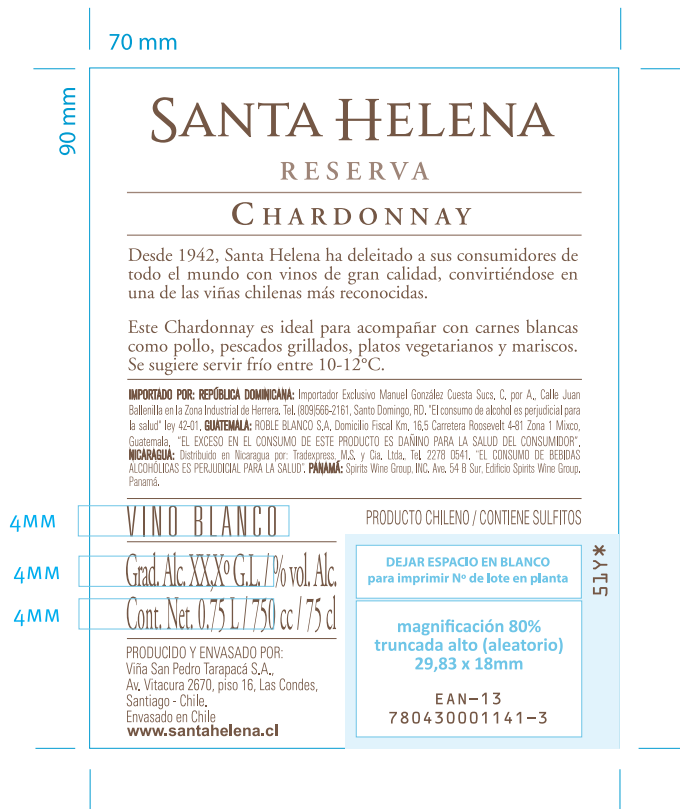 70 mm
90 mm
SANTA HELENA
RESERVA
CHARDONNAY
Desde 1942, Santa Helena ha deleitado a sus consumidores de
todo el mundo con vinos de gran calidad, convirtiéndose en
una de las viñas chilenas más reconocidas.
Este Chardonnay es ideal para acompañar con carnes blancas
como pollo, pescados grillados, platos vegetarianos y mariscos.
Se sugiere servir frío entre 10-12°C.
IMPORTADO POR: REPÚBLICA DOMINICANA: Importador Exclusivo Manuel González Cuesta Sucs, C. por A., Calle Juan
Ballenilla en la Zona Industrial de Herrera. Tel. (809)566-2161, Santo Domingo, RD. "El consumo de alcohol es perjudicial para
la salud" ley 42-01. GUATEMALA: ROBLE BLANCO S,A, Domicilio Fiscal Km, 16,5 Carretera Roosevelt 4-81 Zona 1 Mixco,
Guatemala, "EL EXCESO EN EL CONSUMO DE ESTE PRODUCTO ES DAÑINO PARA LA SALUD DEL CONSUMIDOR".
NICARAGUA: Distribuido en Nicaragua por: Tradexpress, M.S. y Cia. Ltda. Tel. 2278 0541. "EL CONSUMO DE BEBIDAS
ALCOHÓLICAS ES PERJUDICIAL PARA LA SALUD". PANAMÁ: Spirits Wine Group, INC. Ave. 54 B Sur, Edificio Spirits Wine Group.
Panamá.
4MM
VINO BLANCO
PRODUCTO CHILENO / CONTIENE SULFITOS
4MM
Grad. Alc. XX,Xº G.L. / % vol. Alc.
4MM
Cont. Net. 0.75 L / 750 cc / 75 cl
PRODUCIDO Y ENVASADO POR:
Viña San Pedro Tarapacá S.A.,
Av. Vitacura 2670, piso 16, Las Condes,
Santiago - Chile.
Envasado en Chile
www.santahelena.cl
DEJAR ESPACIO EN BLANCO
para imprimir Nº de lote en planta
51Y*
magnificación 80%
truncada alto (aleatorio)
29,83 x 18mm
EAN-13
780430001141-3